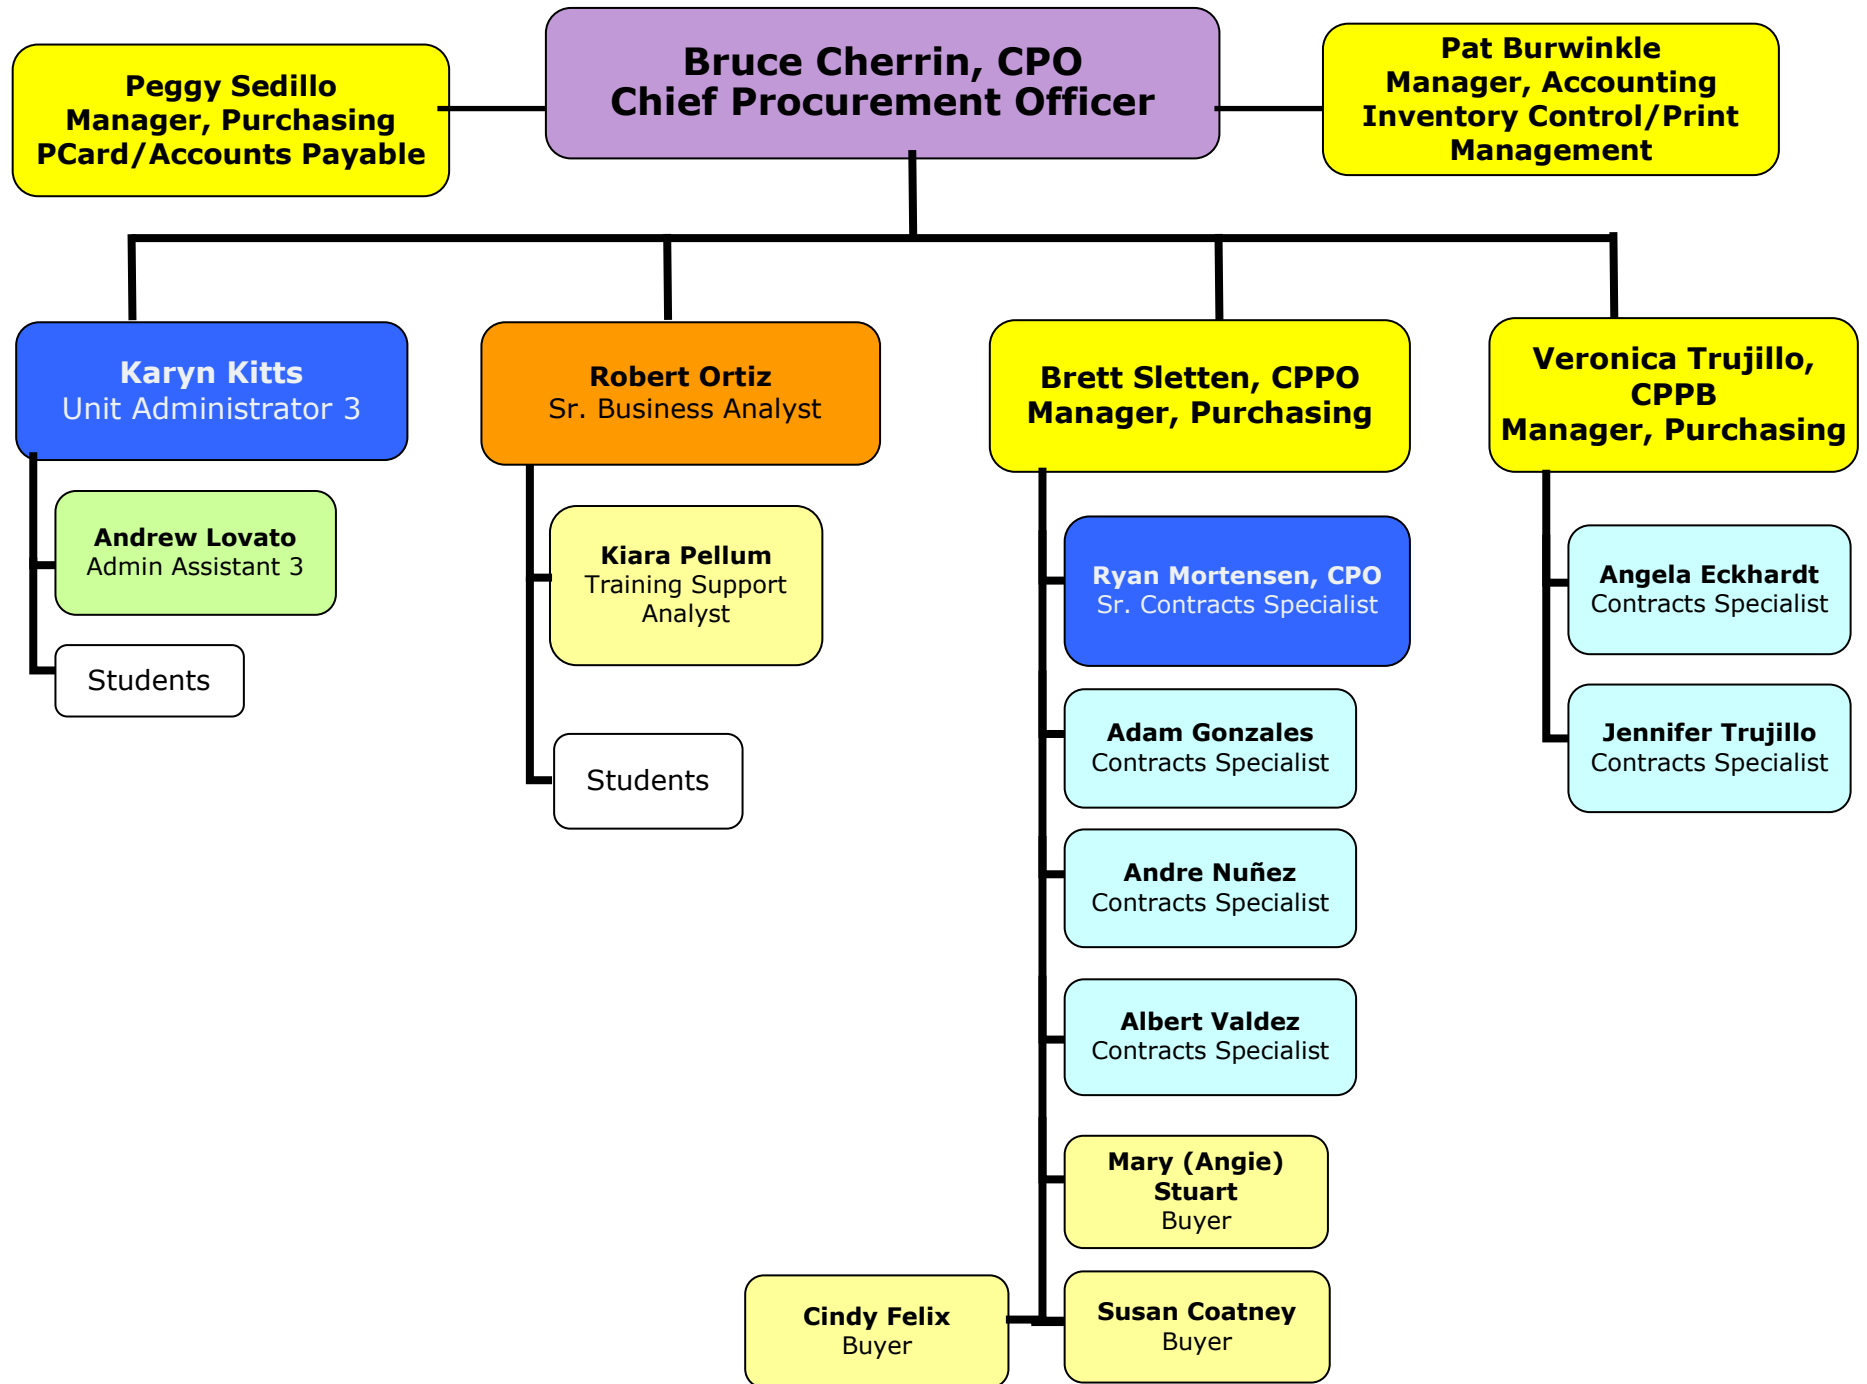 Bruce Cherrin, CPO
Chief Procurement Officer
Peggy Sedillo
Manager, Purchasing
PCard/Accounts Payable
Pat Burwinkle
Manager, Accounting
Inventory Control/Print
Management
Karyn Kitts
Unit Administrator 3
Andrew Lovato
Admin Assistant 3
Students
Robert Ortiz
Sr. Business Analyst
Kiara Pellum
Training Support
Analyst
Students
Brett Sletten, CPPO
Manager, Purchasing
Ryan Mortensen, CPO
Sr. Contracts Specialist
Adam Gonzales
Contracts Specialist
Andre Nuñez
Contracts Specialist
Albert Valdez
Contracts Specialist
Mary (Angie)
Stuart
Buyer
Cindy Felix
Buyer
Susan Coatney
Buyer
Veronica Trujillo,
CPPB
Manager, Purchasing
Angela Eckhardt
Contracts Specialist
Jennifer Trujillo
Contracts Specialist